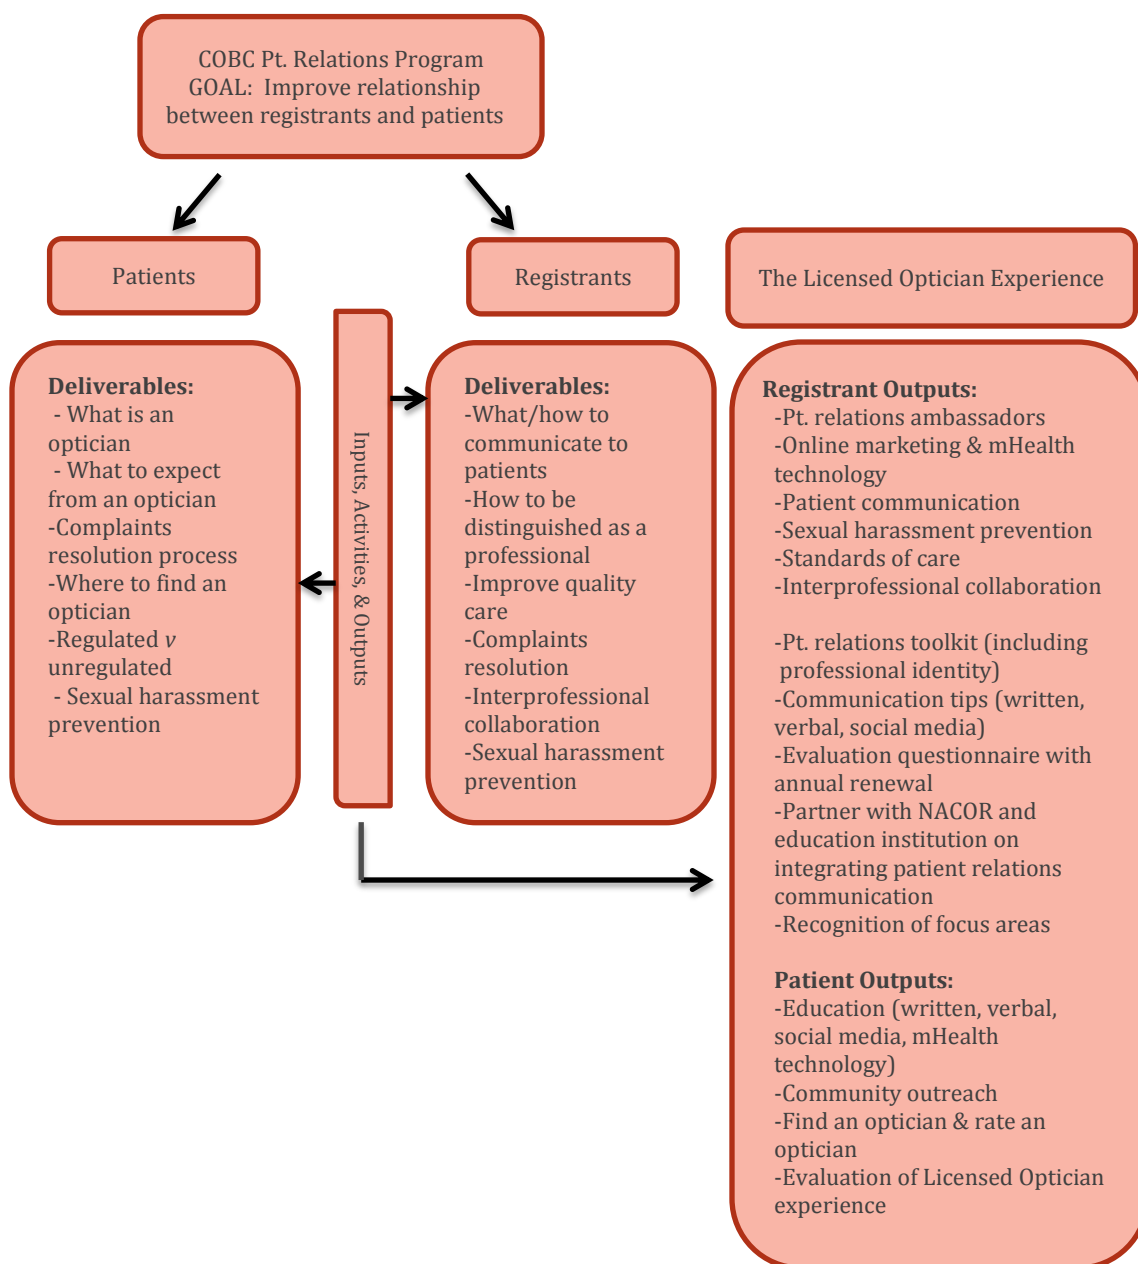 COBC Pt. Relations Program
GOAL:  Improve relationship
between registrants and patients
Patients
Registrants
The Licensed Optician Experience
Deliverables:
- What is an
optician
- What to expect
from an optician
-Complaints
resolution process
-Where to find an
optician
-Regulated v
unregulated
- Sexual harassment
prevention
Inputs, Activities, & Outputs
Deliverables:
-What/how to
communicate to
patients
-How to be
distinguished as a
professional
-Improve quality
care
-Complaints
resolution
-Interprofessional
collaboration
-Sexual harassment
prevention
Registrant Outputs:
-Pt. relations ambassadors
-Online marketing & mHealth
technology
-Patient communication
-Sexual harassment prevention
-Standards of care
-Interprofessional collaboration
-Pt. relations toolkit (including
professional identity)
-Communication tips (written,
verbal, social media)
-Evaluation questionnaire with
annual renewal
-Partner with NACOR and
education institution on
integrating patient relations
communication
-Recognition of focus areas
Patient Outputs:
-Education (written, verbal,
social media, mHealth
technology)
-Community outreach
-Find an optician & rate an
optician
-Evaluation of Licensed Optician
experience